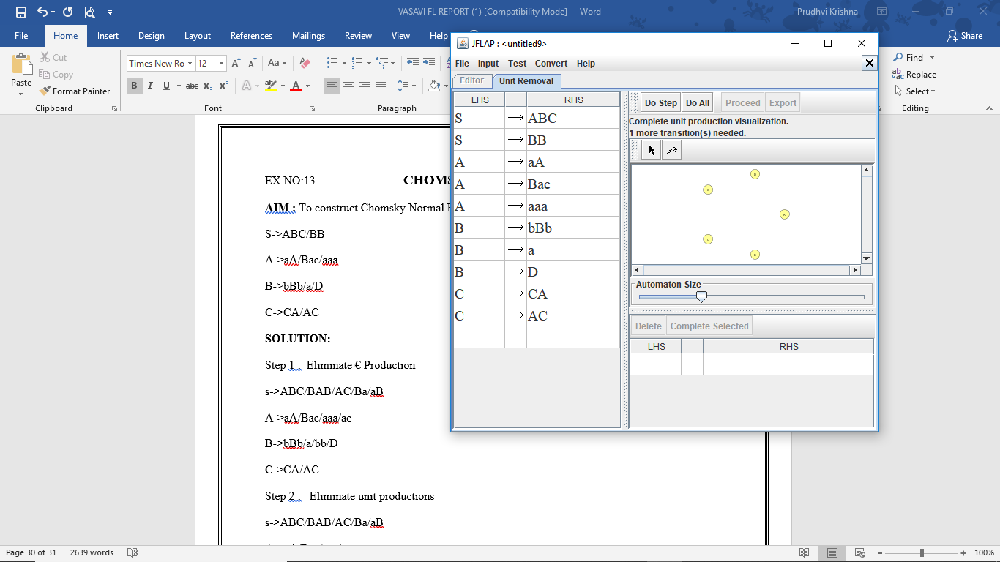 VASAVI FL REPORT (1) [Compatibility Mode] - Word
Prudhvi Krishna
File Home Insert Design Layout References Mailings Review View Help
Share
Paste
Cut
Copy
Format Painter
Clipboard
Times New Ro 12
Aa
B I U abc x₂ x²
Font
Paragraph
Find
Replace
Select
Editing
EX.NO:13
AIM : To construct Chomsky Normal
S->ABC/BB
A->aA/Bac/aaa
B->bBb/a/D
C->CA/AC
SOLUTION:
Step 1 : Eliminate € Production
s->ABC/BAB/AC/Ba/aB
A->aA/Bac/aaa/ac
B->bBb/a/bb/D
C->CA/AC
Step 2 : Eliminate unit productions
s->ABC/BAB/AC/Ba/aB
JFLAP : <untitled9>
File Input Test Convert Help
Editor Unit Removal
LHS RHS
S → ABC
S → BB
A → aA
A → Bac
A → aaa
B → bBb
B → a
B → D
C → CA
C → AC
Do Step Do All Proceed Export
Complete unit production visualization.
1 more transition(s) needed.
Automaton Size
Delete Complete Selected
LHS RHS
Page 30 of 31 2639 words
100%